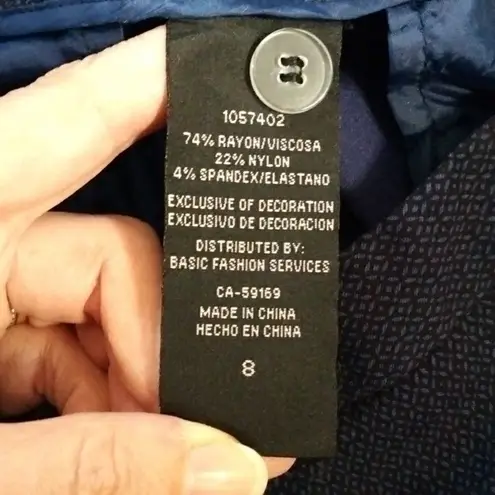 1057402
74% RAYON/VISCOSA
22% NYLON
4% SPANDEX/ELASTANO
EXCLUSIVE OF DECORATION
EXCLUSIVO DE DECORACION
DISTRIBUTED BY:
BASIC FASHION SERVICES
CA-59169
MADE IN CHINA
HECHO EN CHINA
8